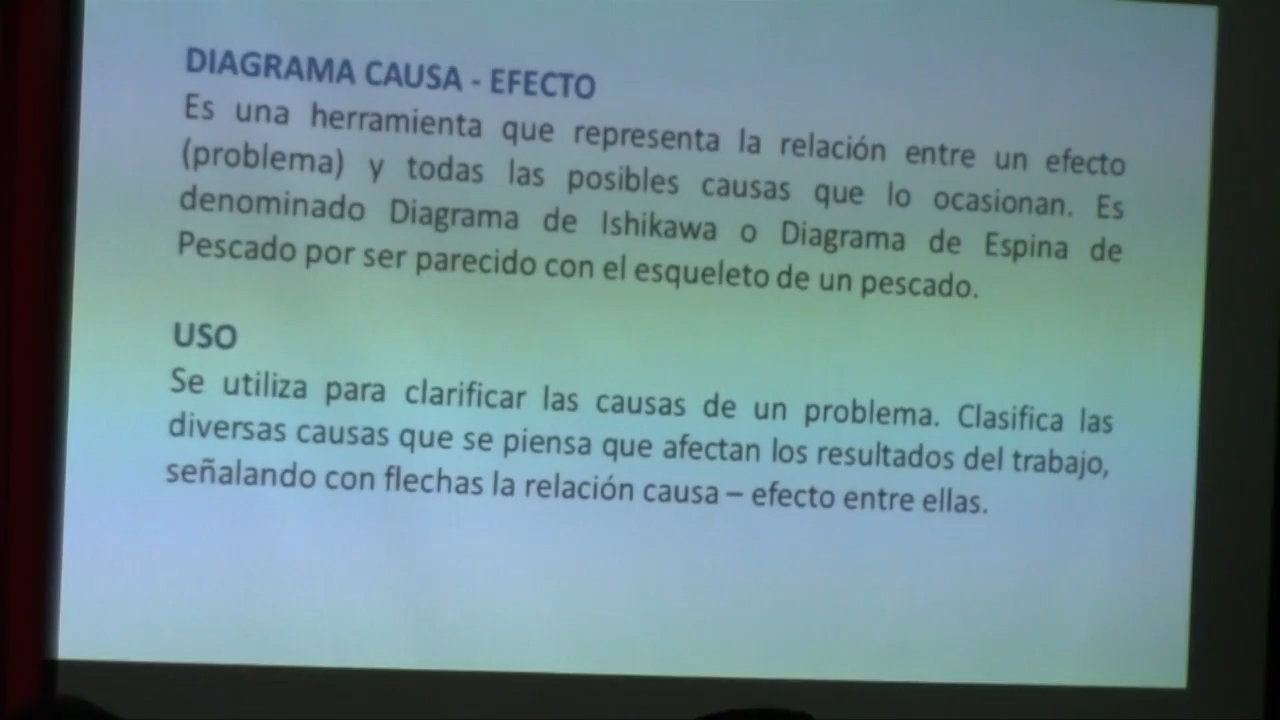 DIAGRAMA CAUSA - EFECTO
Es una herramienta que representa la relación entre un efecto
(problema) y todas las posibles causas que lo ocasionan. Es
denominado Diagrama de Ishikawa o Diagrama de Espina de
Pescado por ser parecido con el esqueleto de un pescado.
USO
Se utiliza para clarificar las causas de un problema. Clasifica las
diversas causas que se piensa que afectan los resultados del trabajo,
señalando con flechas la relación causa – efecto entre ellas.